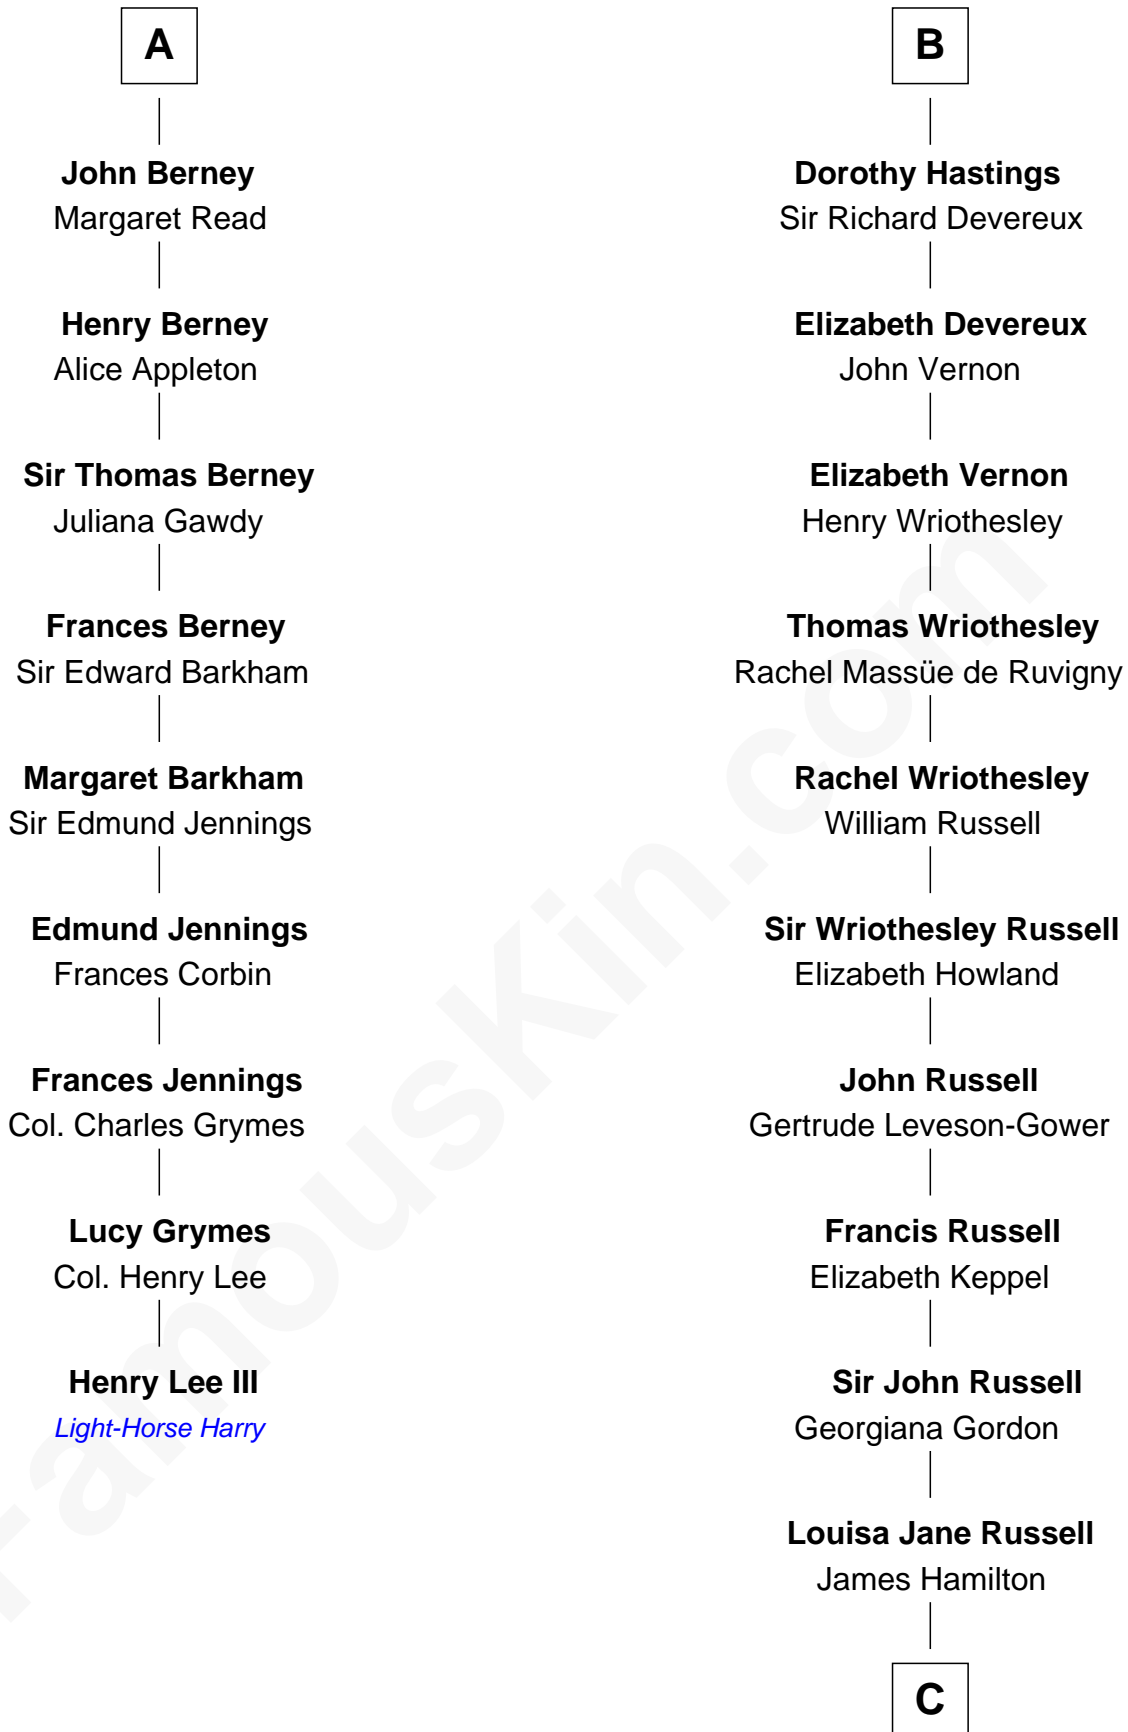 A
John Berney
Margaret Read
Henry Berney
Alice Appleton
Sir Thomas Berney
Juliana Gawdy
Frances Berney
Sir Edward Barkham
Margaret Barkham
Sir Edmund Jennings
Edmund Jennings
Frances Corbin
Frances Jennings
Col. Charles Grymes
Lucy Grymes
Col. Henry Lee
Henry Lee III
Light-Horse Harry
B
Dorothy Hastings
Sir Richard Devereux
Elizabeth Devereux
John Vernon
Elizabeth Vernon
Henry Wriothesley
Thomas Wriothesley
Rachel Massüe de Ruvigny
Rachel Wriothesley
William Russell
Sir Wriothesley Russell
Elizabeth Howland
John Russell
Gertrude Leveson-Gower
Francis Russell
Elizabeth Keppel
Sir John Russell
Georgiana Gordon
Louisa Jane Russell
James Hamilton
C
FamousKin.com